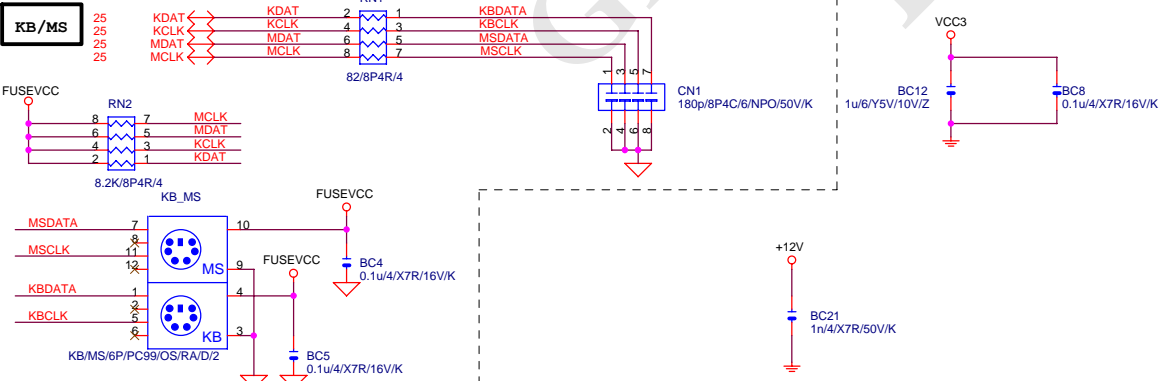 RN1
KB/MS
25 KDAT KDAT 2 1 KBDATA
25 KCLK KCLK 4 3 KBCLK
25 MDAT MDAT 6 5 MSDATA
25 MCLK MCLK 8 7 MSCLK
82/8P4R/4
1 3 5 7
CN1
180p/8P4C/6/NPO/50V/K
2 4 6 8
VCC3
BC12
1u/6/Y5V/10V/Z
BC8
0.1u/4/X7R/16V/K
FUSEVCC
RN2
8 7 MCLK
6 5 MDAT
4 3 KCLK
2 1 KDAT
8.2K/8P4R/4
KB_MS
FUSEVCC
MSDATA 7 10
8
MSCLK 11
12 MS 9
BC4
0.1u/4/X7R/16V/K
FUSEVCC
KBDATA 1 4
2
KBCLK 5
6 KB 3
KB/MS/6P/PC99/OS/RA/D/2
BC5
0.1u/4/X7R/16V/K
+12V
BC21
1n/4/X7R/50V/K